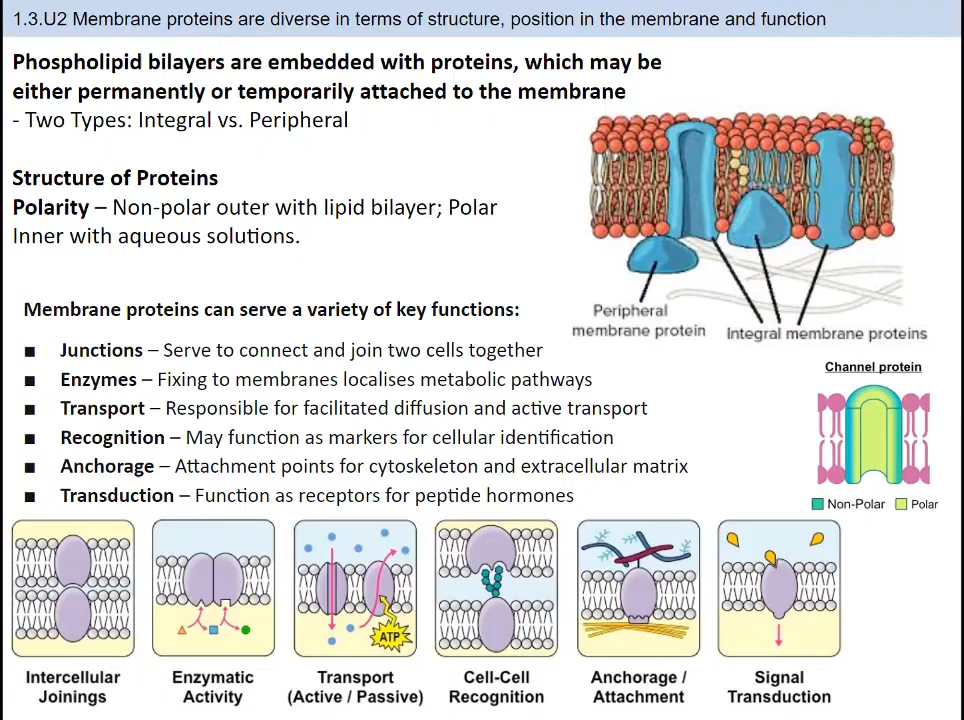 1.3.U2 Membrane proteins are diverse in terms of structure, position in the membrane and function
Phospholipid bilayers are embedded with proteins, which may be
either permanently or temporarily attached to the membrane
- Two Types: Integral vs. Peripheral
Structure of Proteins
Polarity – Non-polar outer with lipid bilayer; Polar
Inner with aqueous solutions.
Peripheral
membrane protein
Integral membrane proteins
Membrane proteins can serve a variety of key functions:
■ Junctions – Serve to connect and join two cells together
■ Enzymes – Fixing to membranes localises metabolic pathways
■ Transport – Responsible for facilitated diffusion and active transport
■ Recognition – May function as markers for cellular identification
■ Anchorage – Attachment points for cytoskeleton and extracellular matrix
■ Transduction – Function as receptors for peptide hormones
Channel protein
Non-Polar Polar
ATP
Intercellular
Joinings
Enzymatic
Activity
Transport
(Active / Passive)
Cell-Cell
Recognition
Anchorage /
Attachment
Signal
Transduction